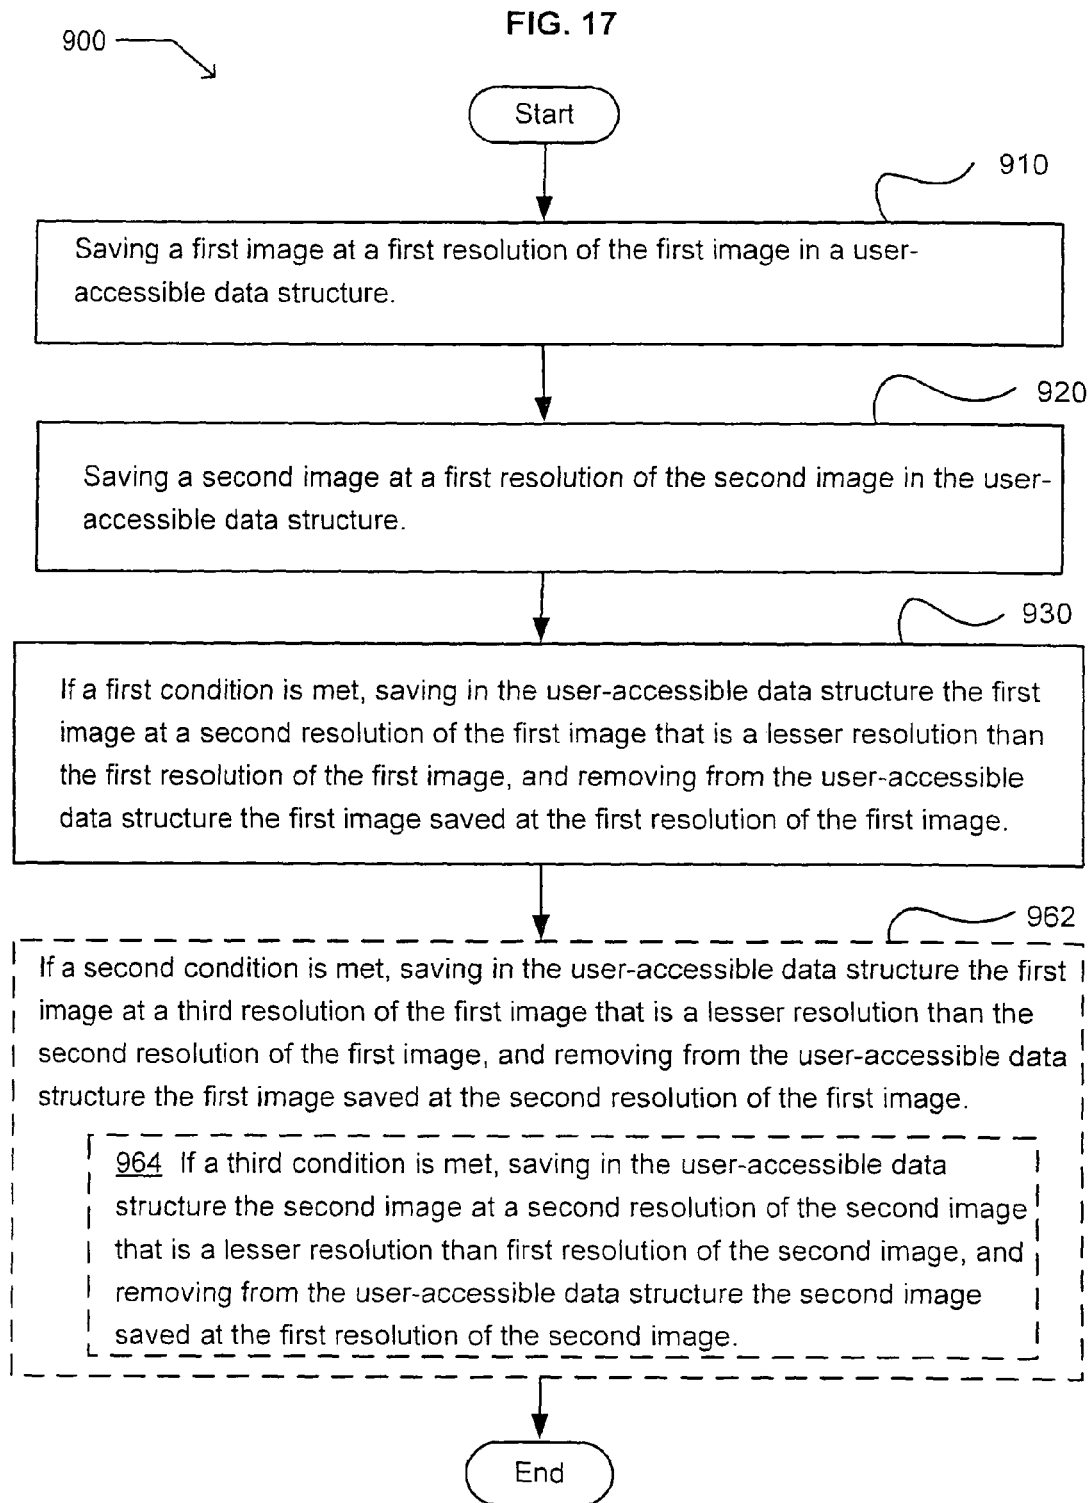 FIG. 17
900
Start
910
Saving a first image at a first resolution of the first image in a user-
accessible data structure.
920
Saving a second image at a first resolution of the second image in the user-
accessible data structure.
930
If a first condition is met, saving in the user-accessible data structure the first
image at a second resolution of the first image that is a lesser resolution than
the first resolution of the first image, and removing from the user-accessible
data structure the first image saved at the first resolution of the first image.
962
If a second condition is met, saving in the user-accessible data structure the first
image at a third resolution of the first image that is a lesser resolution than the
second resolution of the first image, and removing from the user-accessible data
structure the first image saved at the second resolution of the first image.
964 If a third condition is met, saving in the user-accessible data
structure the second image at a second resolution of the second image
that is a lesser resolution than first resolution of the second image, and
removing from the user-accessible data structure the second image
saved at the first resolution of the second image.
End